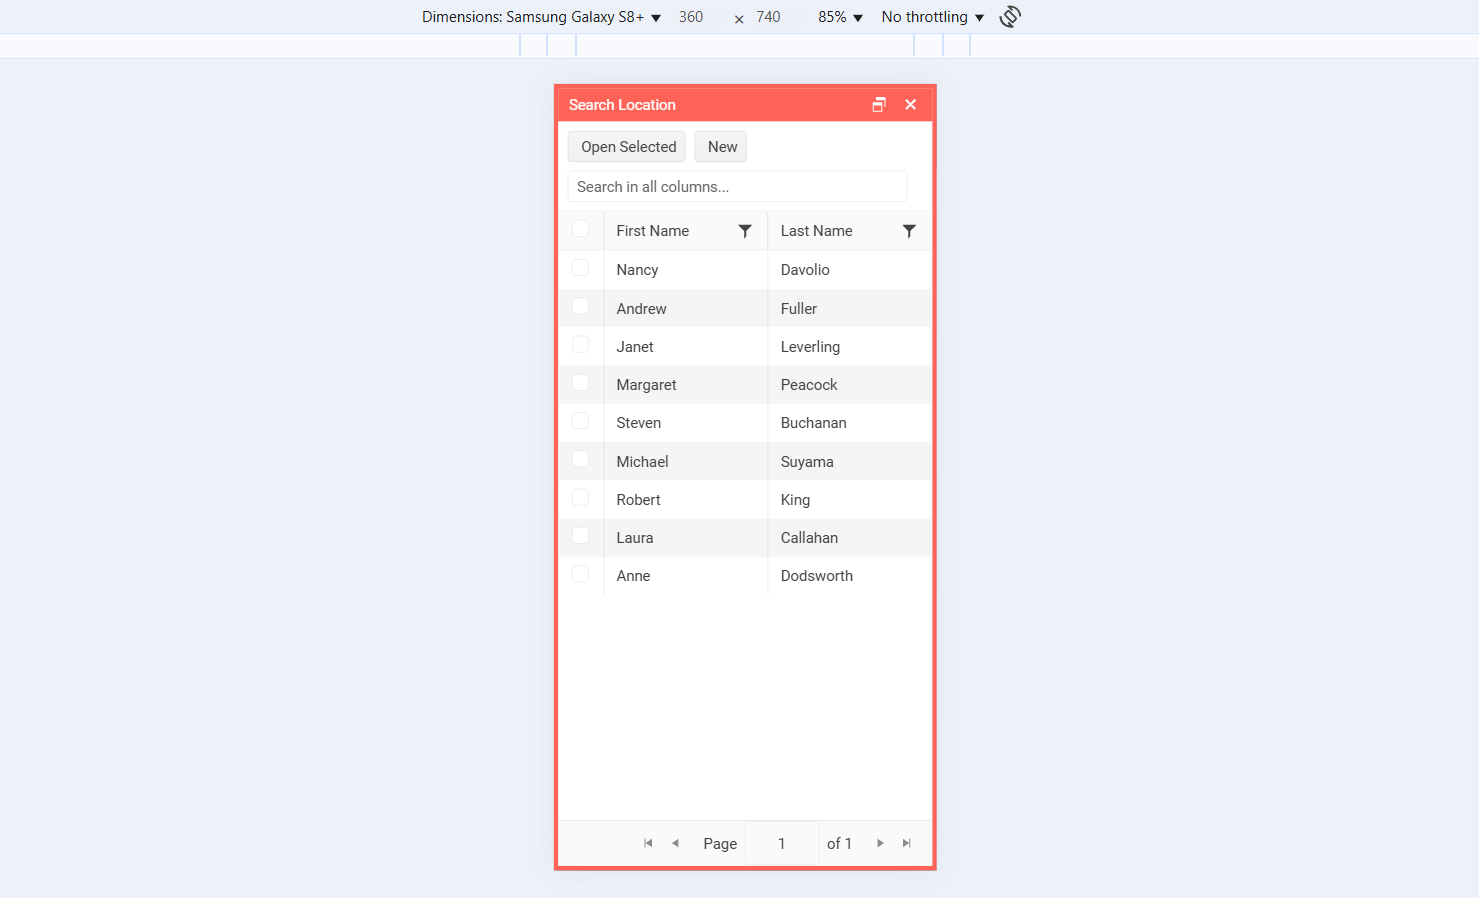 Dimensions: Samsung Galaxy S8+ 360 × 740 85% No throttling
Search Location
Open Selected New
Search in all columns...
First Name Last Name
Nancy Davolio
Andrew Fuller
Janet Leverling
Margaret Peacock
Steven Buchanan
Michael Suyama
Robert King
Laura Callahan
Anne Dodsworth
Page 1 of 1